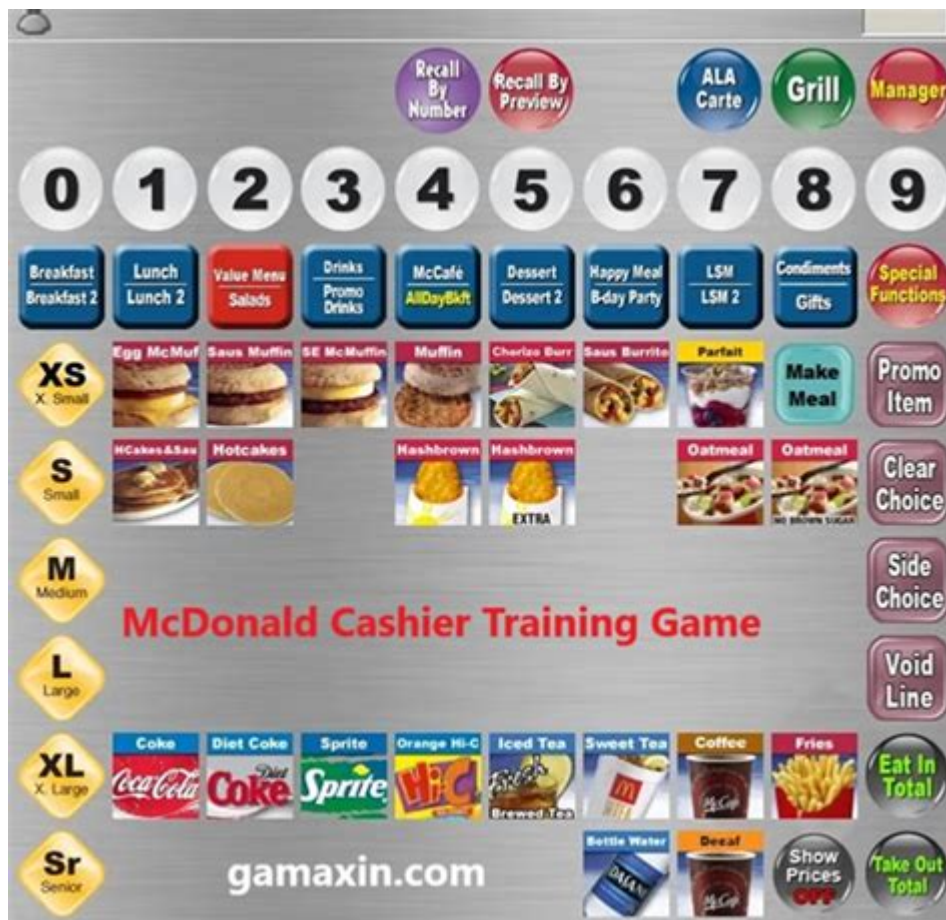 Recall
By
Number
Recall By
Preview
ALA
Carte
Grill
Manager
0 1 2 3 4 5 6 7 8 9
Breakfast
Breakfast 2
Lunch
Lunch 2
Value Menu
Salads
Drinks
Promo
Drinks
McCafé
AllDayBkft
Dessert
Dessert 2
Happy Meal
B-day Party
LSM
LSM 2
Condiments
Gifts
Special
Functions
XS
X. Small
Egg McMuf
Saus Muffin
SE McMuffin
Muffin
Chorizo Burr
Saus Burrito
Parfait
Make
Meal
Promo
Item
S
Small
HCakes&Sau
Hotcakes
Hashbrown
Hashbrown
EXTRA
Oatmeal
Oatmeal
NO BROWN SUGAR
Clear
Choice
M
Medium
Side
Choice
McDonald Cashier Training Game
L
Large
Void
Line
XL
X. Large
Coke
Coca-Cola
Diet Coke
Diet
Coke
Sprite
Sprite
Orange Hi-C
Hi-C
Iced Tea
Fresh
Brewed Tea
Sweet Tea
Coffee
McCafé
Fries
Eat In
Total
Sr
Senior
gamaxin.com
Bottle Water
DASANI
Decaf
McCafé
Show
Prices
OFF
Take Out
Total